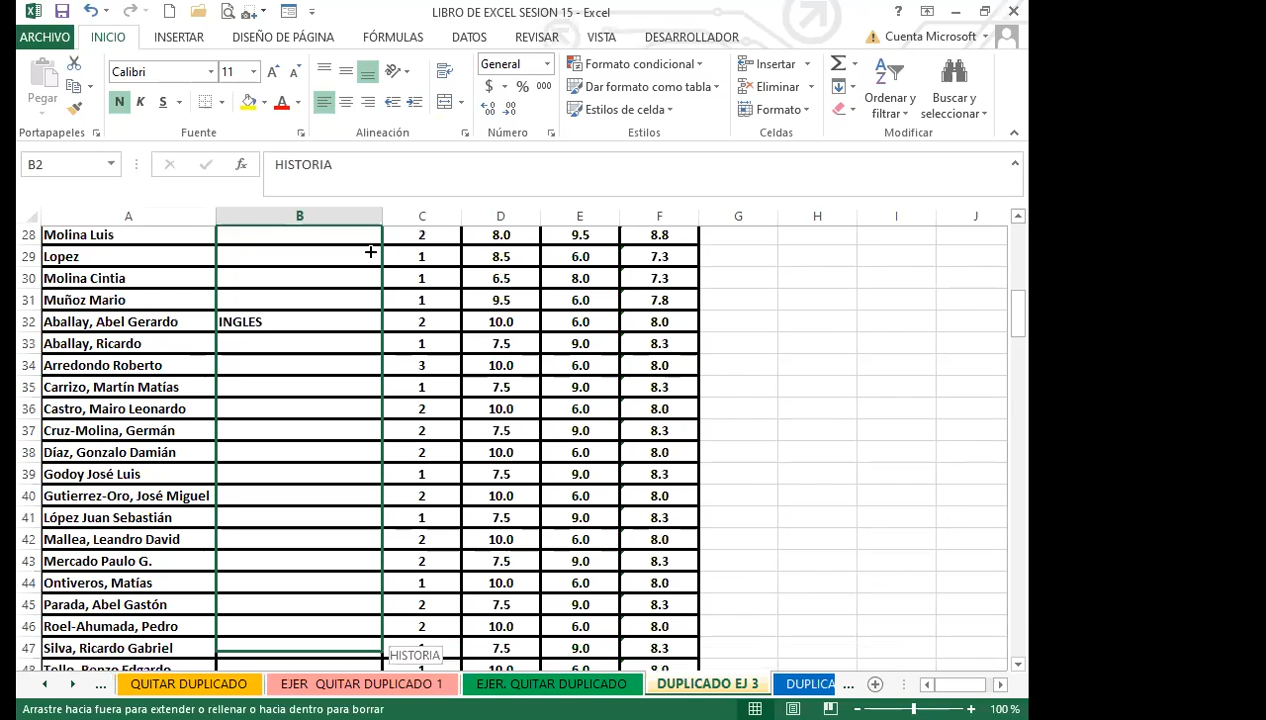 LIBRO DE EXCEL SESION 15 - Excel
ARCHIVO INICIO INSERTAR DISEÑO DE PÁGINA FÓRMULAS DATOS REVISAR VISTA DESARROLLADOR Cuenta Microsoft
Pegar
Calibri 11
N K S
General
$ % 000
Formato condicional
Dar formato como tabla
Estilos de celda
Insertar
Eliminar
Formato
Ordenar y filtrar
Buscar y seleccionar
Portapapeles Fuente Alineación Número Estilos Celdas Modificar
B2 fx HISTORIA
A B C D E F G H I J
28 Molina Luis 2 8.0 9.5 8.8
29 Lopez 1 8.5 6.0 7.3
30 Molina Cintia 1 6.5 8.0 7.3
31 Muñoz Mario 1 9.5 6.0 7.8
32 Aballay, Abel Gerardo INGLES 2 10.0 6.0 8.0
33 Aballay, Ricardo 1 7.5 9.0 8.3
34 Arredondo Roberto 3 10.0 6.0 8.0
35 Carrizo, Martín Matías 1 7.5 9.0 8.3
36 Castro, Mairo Leonardo 2 10.0 6.0 8.0
37 Cruz-Molina, Germán 2 7.5 9.0 8.3
38 Díaz, Gonzalo Damián 2 10.0 6.0 8.0
39 Godoy José Luis 1 7.5 9.0 8.3
40 Gutierrez-Oro, José Miguel 2 10.0 6.0 8.0
41 López Juan Sebastián 1 7.5 9.0 8.3
42 Mallea, Leandro David 2 10.0 6.0 8.0
43 Mercado Paulo G. 2 7.5 9.0 8.3
44 Ontiveros, Matías 1 10.0 6.0 8.0
45 Parada, Abel Gastón 2 7.5 9.0 8.3
46 Roel-Ahumada, Pedro 2 10.0 6.0 8.0
47 Silva, Ricardo Gabriel 7.5 9.0 8.3
HISTORIA
48 Tello, Renzo Edgardo 1 10.0 6.0 8.0
... QUITAR DUPLICADO EJER QUITAR DUPLICADO 1 EJER. QUITAR DUPLICADO DUPLICADO EJ 3 DUPLICA ...
Arrastre hacia fuera para extender o rellenar o hacia dentro para borrar 100 %